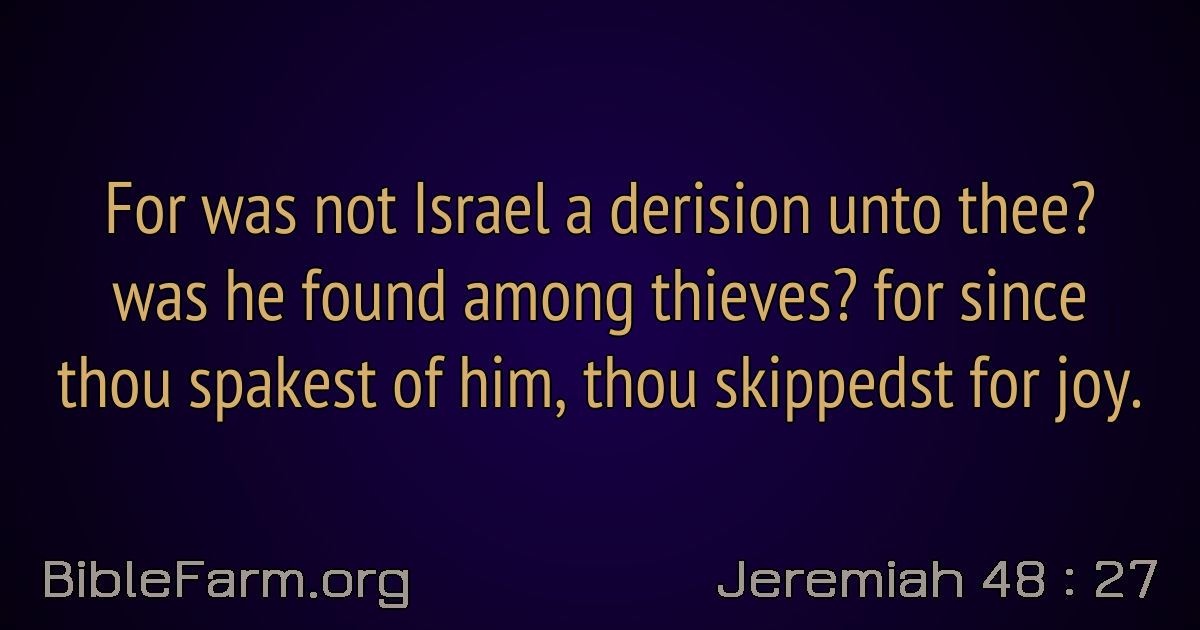 For was not Israel a derision unto thee?
was he found among thieves? for since
thou spakest of him, thou skippedst for joy.
BibleFarm.org
Jeremiah 48 : 27